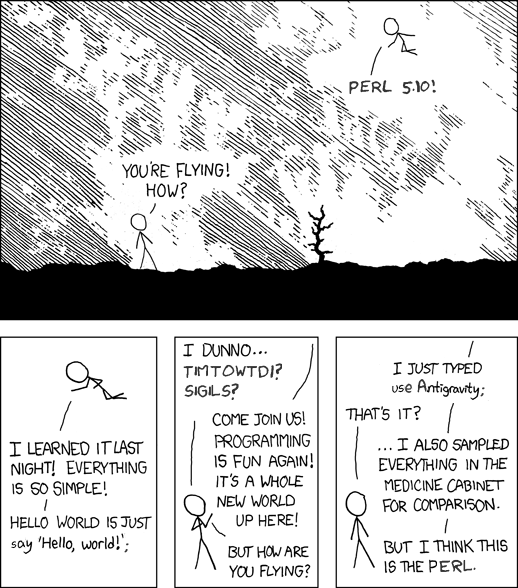 PERL 5.10!
YOU'RE FLYING!
HOW?
I LEARNED IT LAST
NIGHT! EVERYTHING
IS SO SIMPLE!
HELLO WORLD IS JUST
say 'Hello, world!';
I DUNNO...
TIMTOWTDI?
SIGILS?
COME JOIN US!
PROGRAMMING
IS FUN AGAIN!
IT'S A WHOLE
NEW WORLD
UP HERE!
BUT HOW ARE
YOU FLYING?
I JUST TYPED
use Antigravity;
THAT'S IT?
...I ALSO SAMPLED
EVERYTHING IN THE
MEDICINE CABINET
FOR COMPARISON.
BUT I THINK THIS
IS THE PERL.